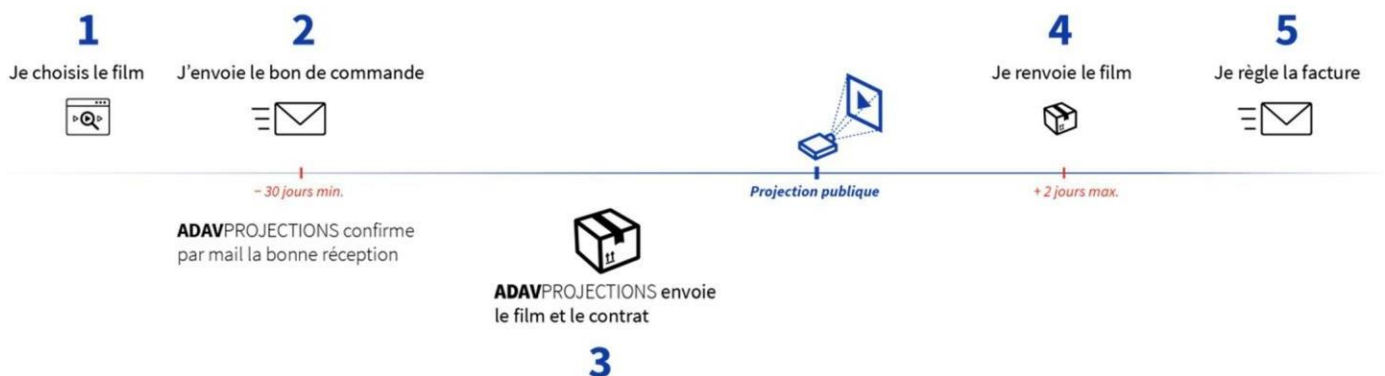 1
Je choisis le film
2
J'envoie le bon de commande
4
Je renvoie le film
5
Je règle la facture
– 30 jours min.
Projection publique
+ 2 jours max.
ADAVPROJECTIONS confirme
par mail la bonne réception
ADAVPROJECTIONS envoie
le film et le contrat
3